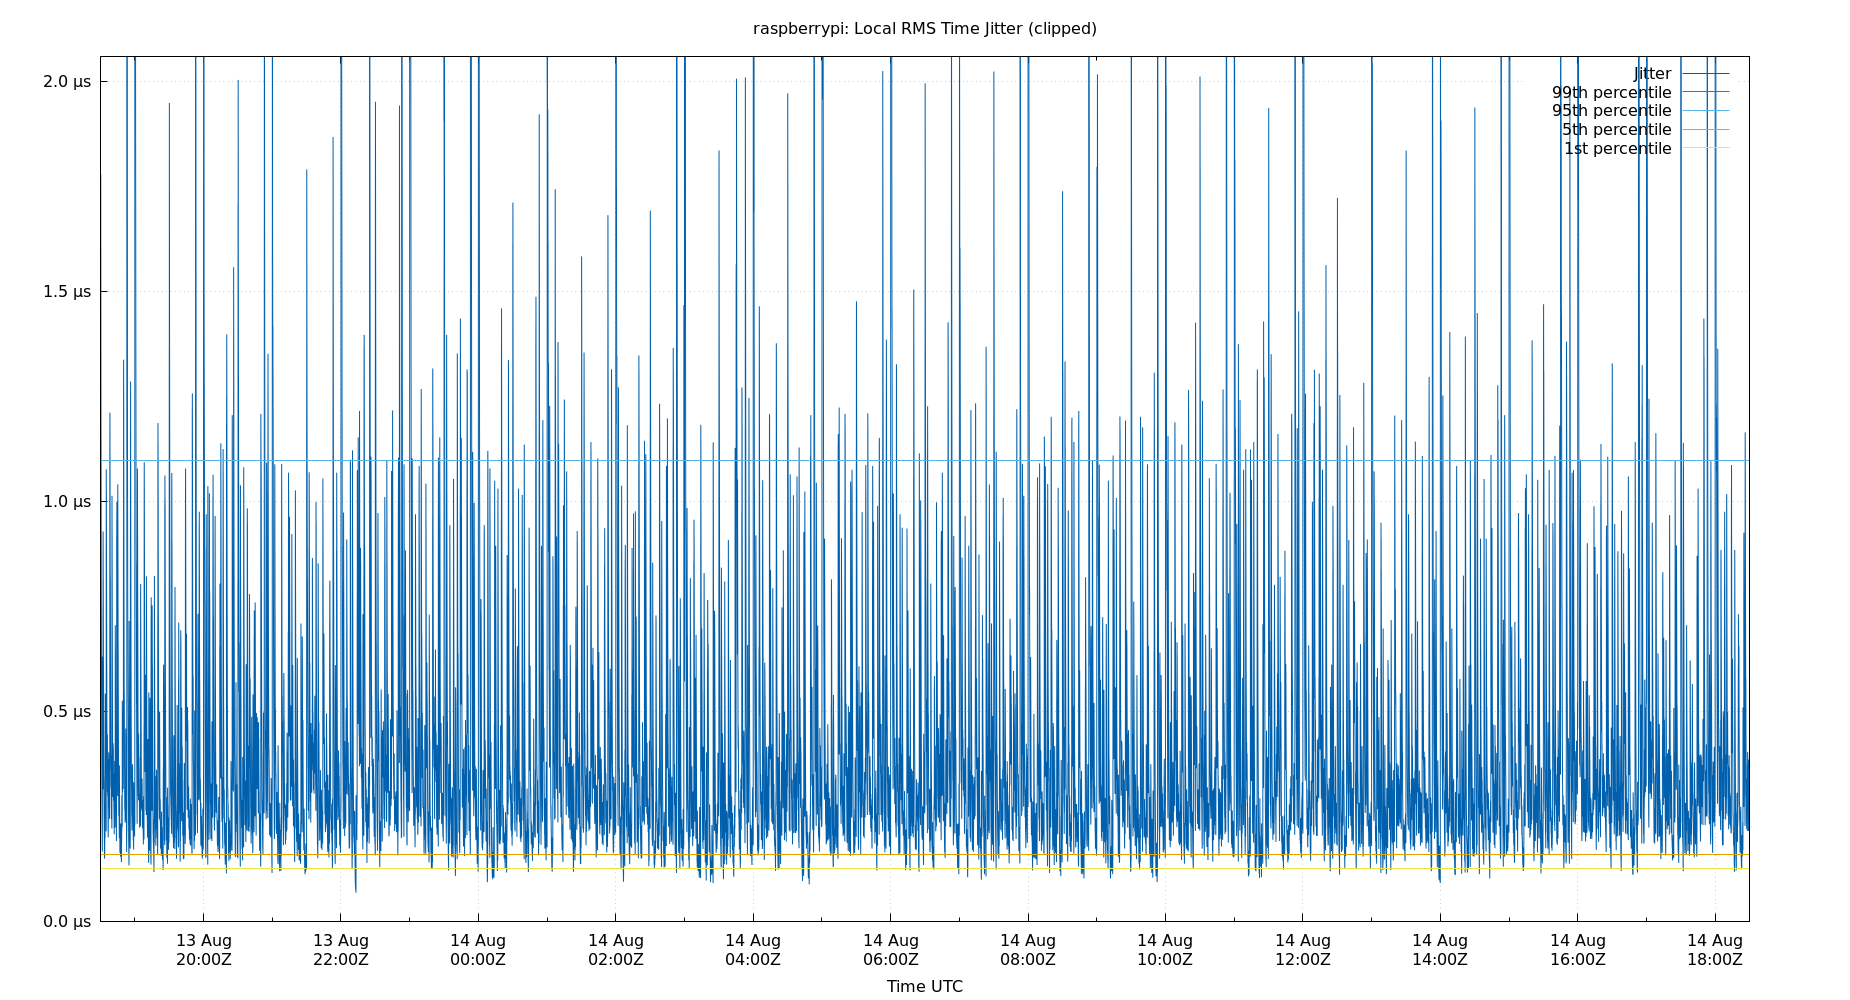 raspberrypi: Local RMS Time Jitter (clipped)
2.0 µs
1.5 µs
1.0 µs
0.5 µs
0.0 µs
Jitter
99th percentile
95th percentile
5th percentile
1st percentile
13 Aug 20:00Z
13 Aug 22:00Z
14 Aug 00:00Z
14 Aug 02:00Z
14 Aug 04:00Z
14 Aug 06:00Z
14 Aug 08:00Z
14 Aug 10:00Z
14 Aug 12:00Z
14 Aug 14:00Z
14 Aug 16:00Z
14 Aug 18:00Z
Time UTC